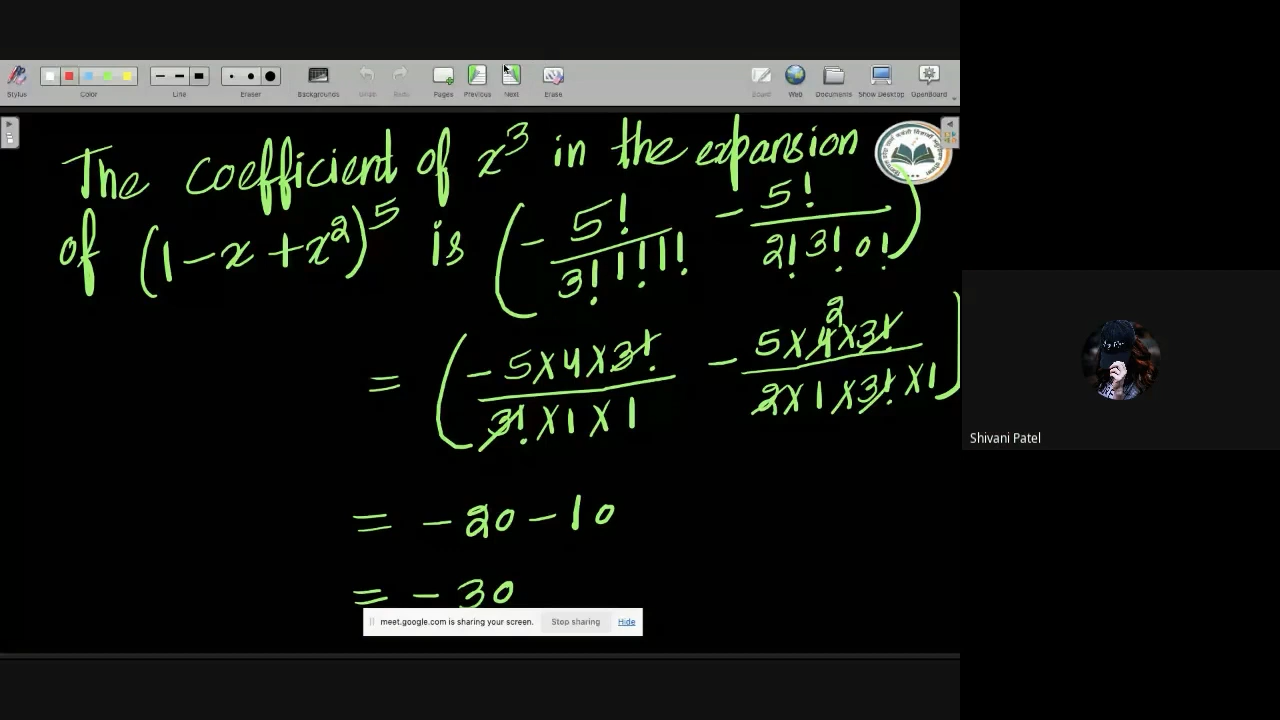 Stylus Color Line Eraser Backgrounds Undo Redo Pages Previous Next Erase Board Web Documents Show Desktop OpenBoard
The coefficient of x³ in the expansion
of (1 - x + x²)⁵ is (- 5!/3! 1! 1! - 5!/2! 3! 0!)
= (- 5×4×3!/3!×1×1 - 5×4×3!/2×1×3!×1) 2
= -20 - 10
= -30
meet.google.com is sharing your screen. Stop sharing Hide
Shivani Patel